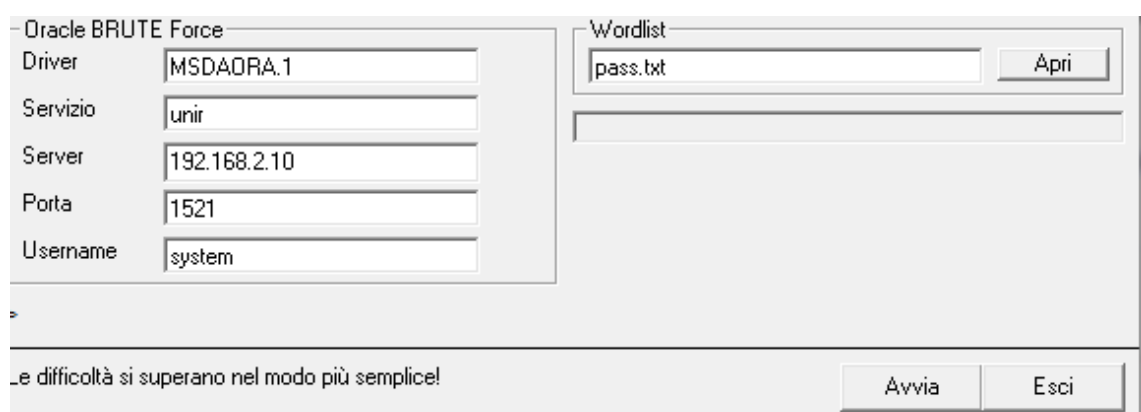 Oracle BRUTE Force
Driver
MSDAORA.1
Servizio
unir
Server
192.168.2.10
Porta
1521
Username
system
Wordlist
pass.txt
Apri
Le difficoltà si superano nel modo più semplice!
Avvia
Esci